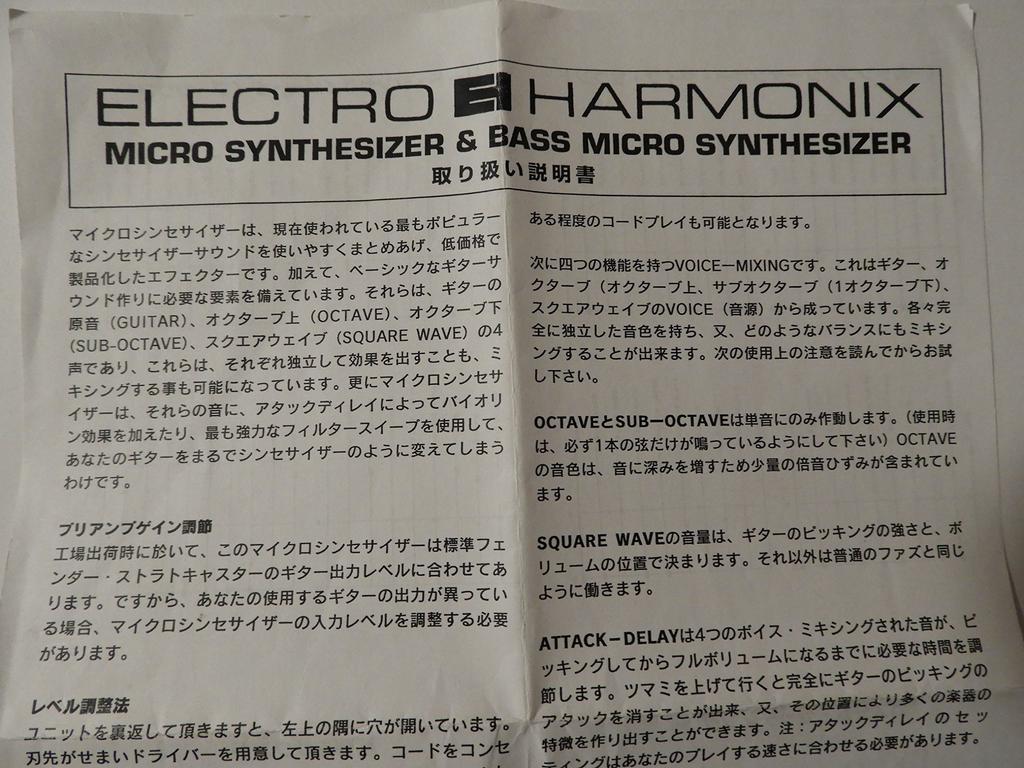 ELECTRO HARMONIX
MICRO SYNTHESIZER & BASS MICRO SYNTHESIZER
取り扱い説明書
マイクロシンセサイザーは、現在使われている最もポピュラー
なシンセサイザーサウンドを使いやすくまとめあげ、低価格で
製品化したエフェクターです。加えて、ベーシックなギターサ
ウンド作りに必要な要素を備えています。それらは、ギターの
原音（GUITAR）、オクターブ上（OCTAVE）、オクターブ下
（SUB-OCTAVE）、スクエアウェイブ（SQUARE WAVE）の4
声であり、これらは、それぞれ独立して効果を出すことも、ミ
キシングする事も可能になっています。更にマイクロシンセサ
イザーは、それらの音に、アタックディレイによってバイオリ
ン効果を加えたり、最も強力なフィルタースイープを使用して、
あなたのギターをまるでシンセサイザーのように変えてしまう
わけです。
プリアンプゲイン調節
工場出荷時に於いて、このマイクロシンセサイザーは標準フェ
ンダー・ストラトキャスターのギター出力レベルに合わせてあ
ります。ですから、あなたの使用するギターの出力が異ってい
る場合、マイクロシンセサイザーの入力レベルを調整する必要
があります。
レベル調整法
ユニットを裏返して頂きますと、左上の隅に穴が開いています。
刃先がせまいドライバーを用意して頂きます。コードをコンセ
ある程度のコードプレイも可能となります。
次に四つの機能を持つVOICE－MIXINGです。これはギター、オ
クターブ（オクターブ上、サブオクターブ（1オクターブ下）、
スクエアウェイブのVOICE（音源）から成っています。各々完
全に独立した音色を持ち、又、どのようなバランスにもミキシ
ングすることが出来ます。次の使用上の注意を読んでからお試
し下さい。
OCTAVEとSUB－OCTAVEは単音にのみ作動します。（使用時
は、必ず1本の弦だけが鳴っているようにして下さい）OCTAVE
の音色は、音に深みを増すため少量の倍音ひずみが含まれてい
ます。
SQUARE WAVEの音量は、ギターのピッキングの強さと、ボ
リュームの位置で決まります。それ以外は普通のファズと同じ
ように働きます。
ATTACK－DELAYは4つのボイス・ミキシングされた音が、ピ
ッキングしてからフルボリュームになるまでに必要な時間を調
節します。ツマミを上げて行くと完全にギターのピッキングの
アタックを消すことが出来、又、その位置により多くの楽器の
特徴を作り出すことができます。注：アタックディレイのセッ
ティングはあなたのプレイする速さに合わせる必要があります。